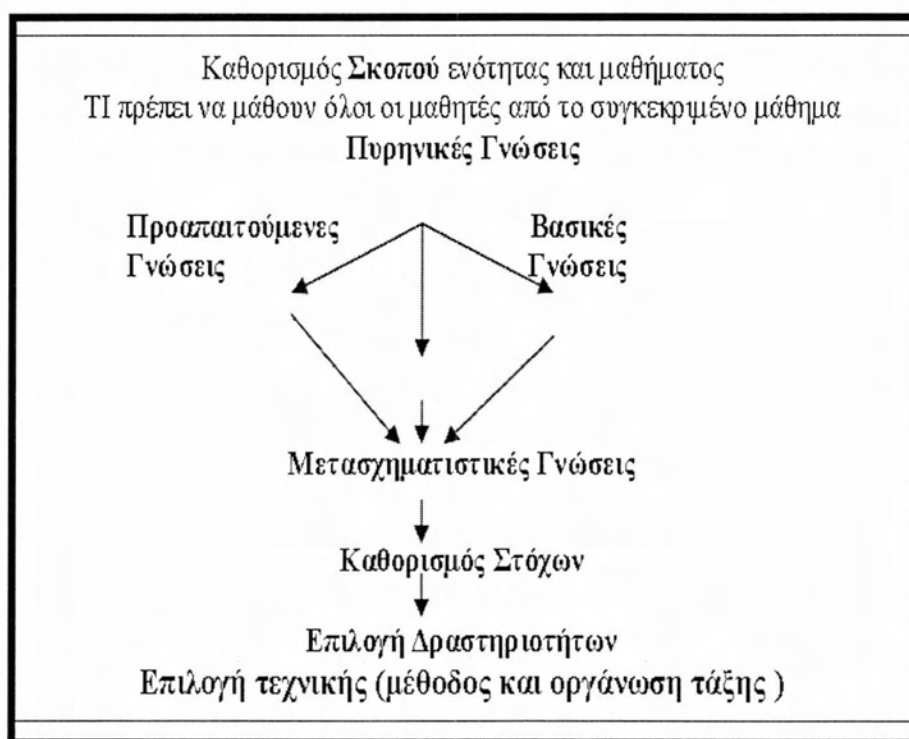 Καθορισμός Σκοπού ενότητας και μαθήματος
ΤΙ πρέπει να μάθουν όλοι οι μαθητές από το συγκεκριμένο μάθημα
Πυρηνικές Γνώσεις
Προαπαιτούμενες
Γνώσεις
Βασικές
Γνώσεις
Μετασχηματιστικές Γνώσεις
Καθορισμός Στόχων
Επιλογή Δραστηριοτήτων
Επιλογή τεχνικής (μέθοδος και οργάνωση τάξης )